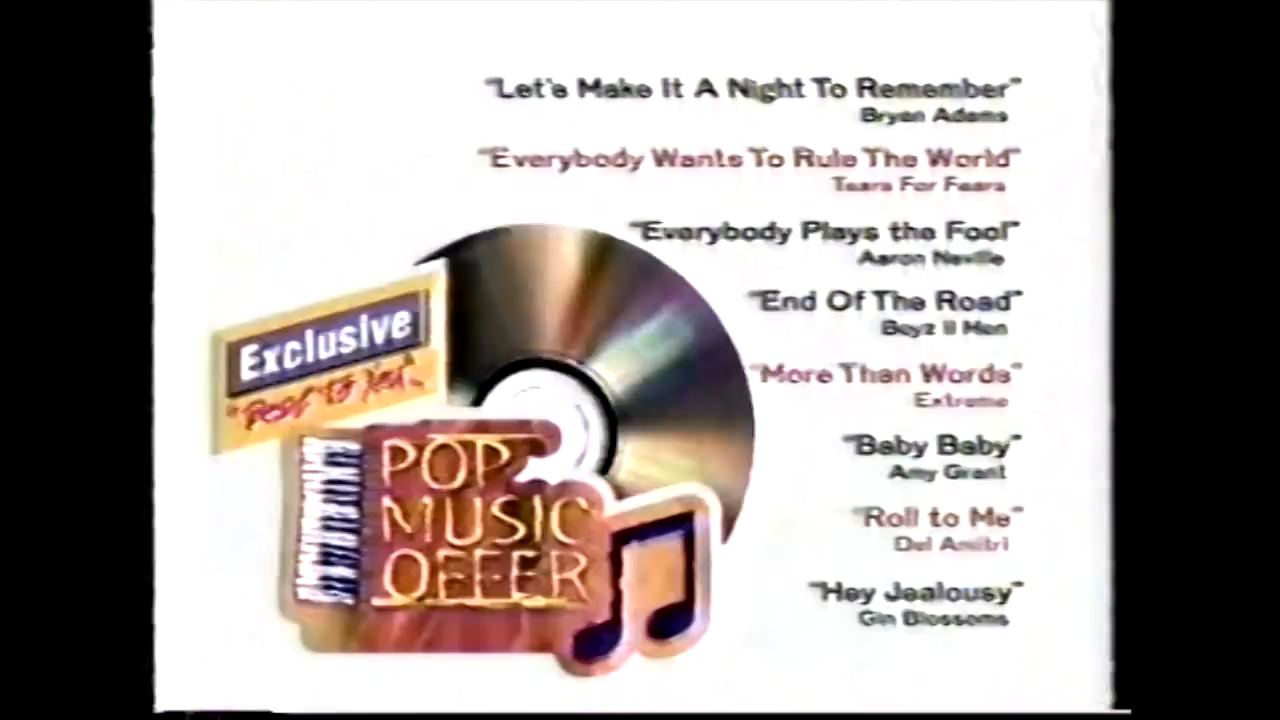 "Let's Make It A Night To Remember"
Bryan Adams
"Everybody Wants To Rule The World"
Tears For Fears
"Everybody Plays the Fool"
Aaron Neville
"End Of The Road"
Boyz II Men
"More Than Words"
Extreme
"Baby Baby"
Amy Grant
"Roll to Me"
Del Amitri
"Hey Jealousy"
Gin Blossoms
Exclusive
POP
MUSIC
OFFER